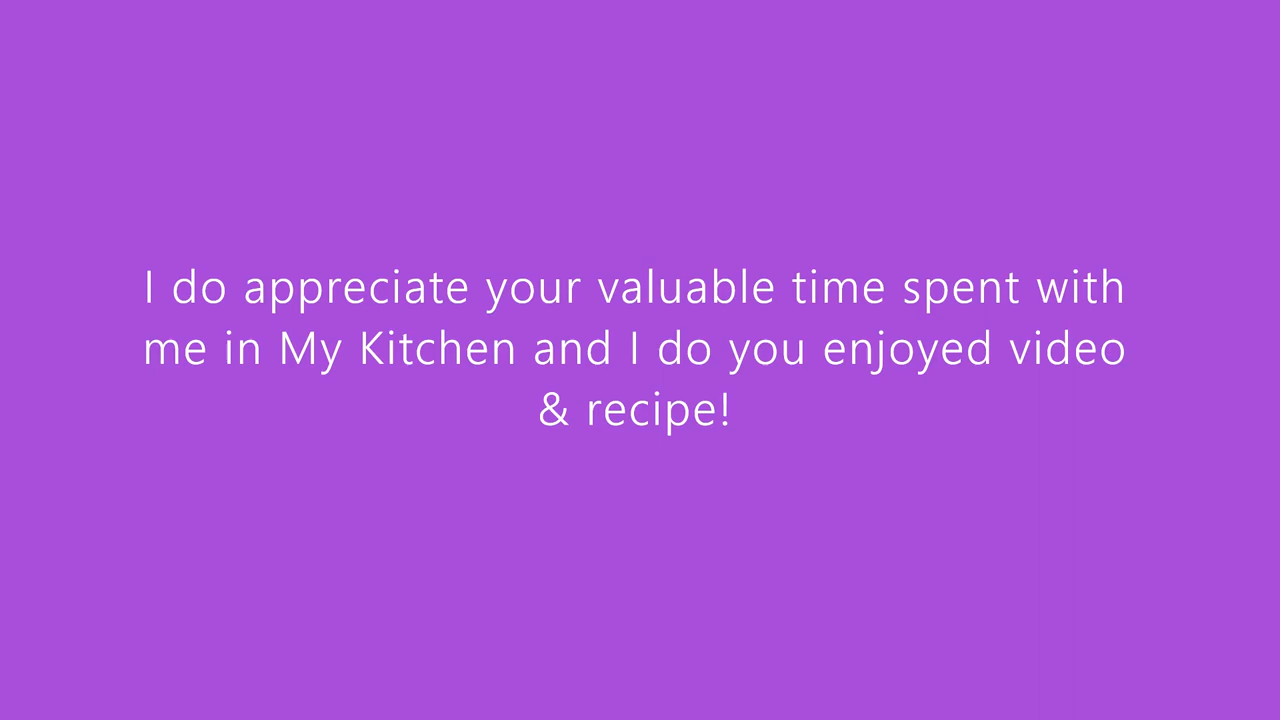 I do appreciate your valuable time spent with
me in My Kitchen and I do you enjoyed video
& recipe!